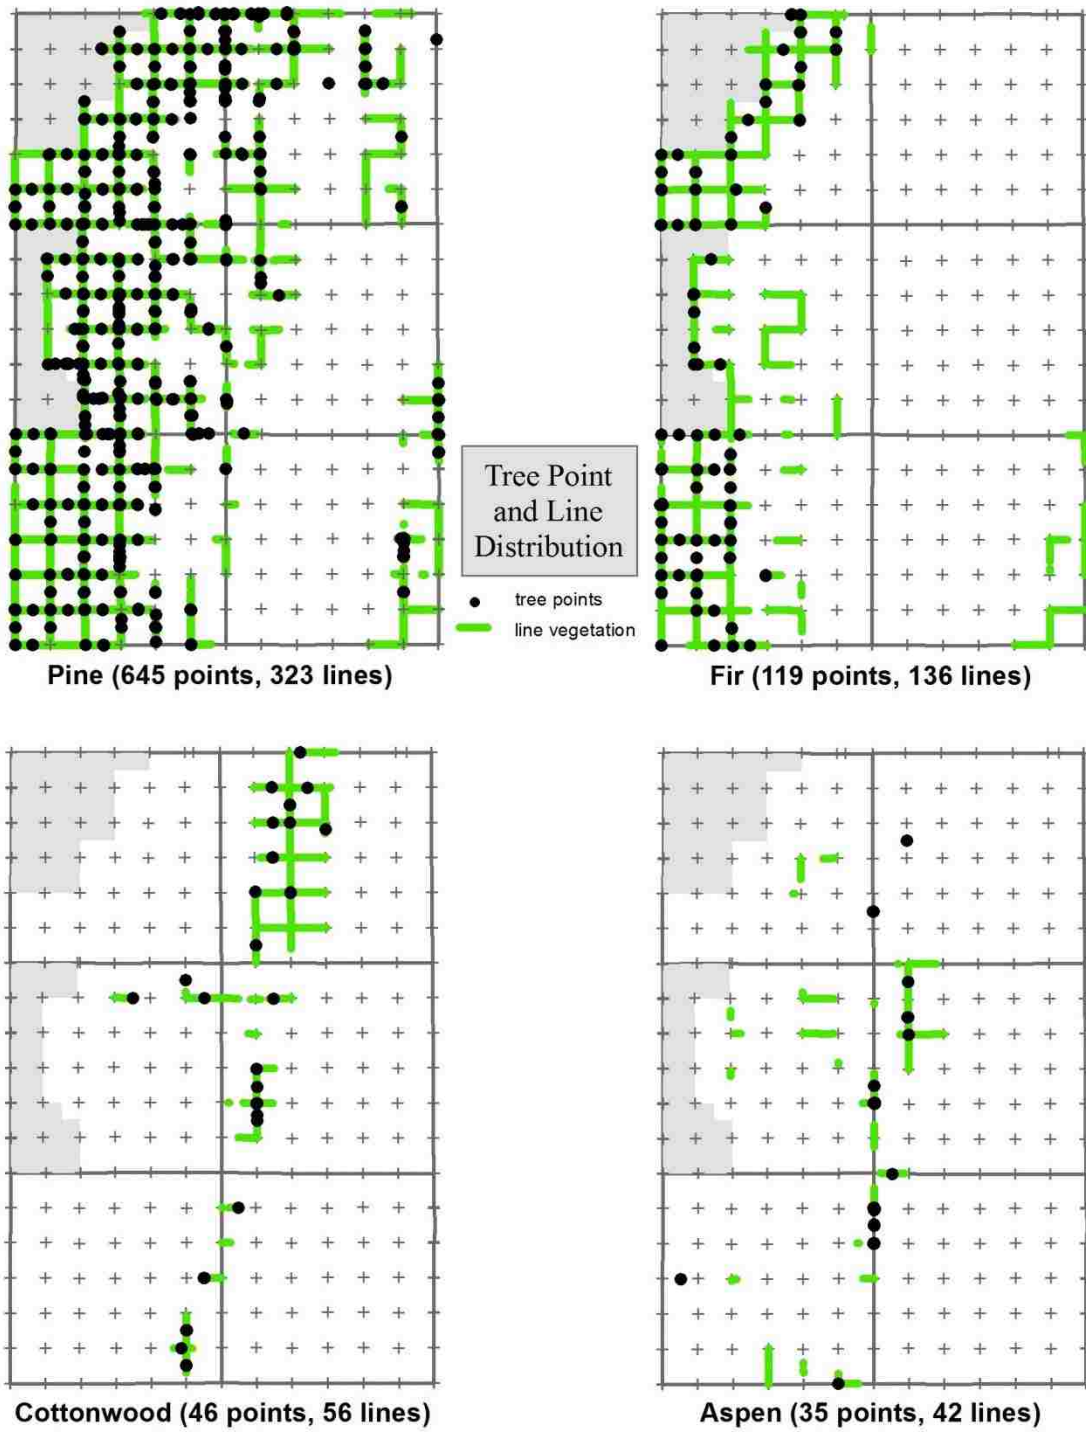 Tree Point
and Line
Distribution
tree points
line vegetation
Pine (645 points, 323 lines)
Fir (119 points, 136 lines)
Cottonwood (46 points, 56 lines)
Aspen (35 points, 42 lines)